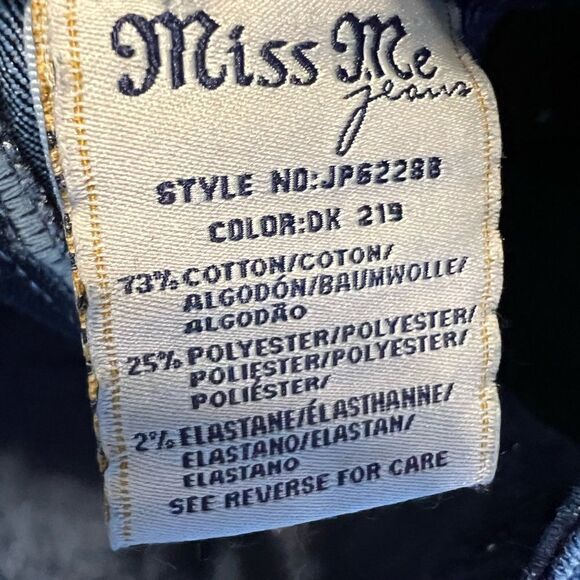 Miss Me
jeans
STYLE NO:JP6228B
COLOR:DK 219
73% COTTON/COTON/
ALGODÓN/BAUMWOLLE/
ALGODÃO
25% POLYESTER/POLYESTER/
POLIESTER/POLYESTER/
POLIÉSTER/
2% ELASTANE/ÉLASTHANNE/
ELASTANO/ELASTAN/
ELASTANO
SEE REVERSE FOR CARE